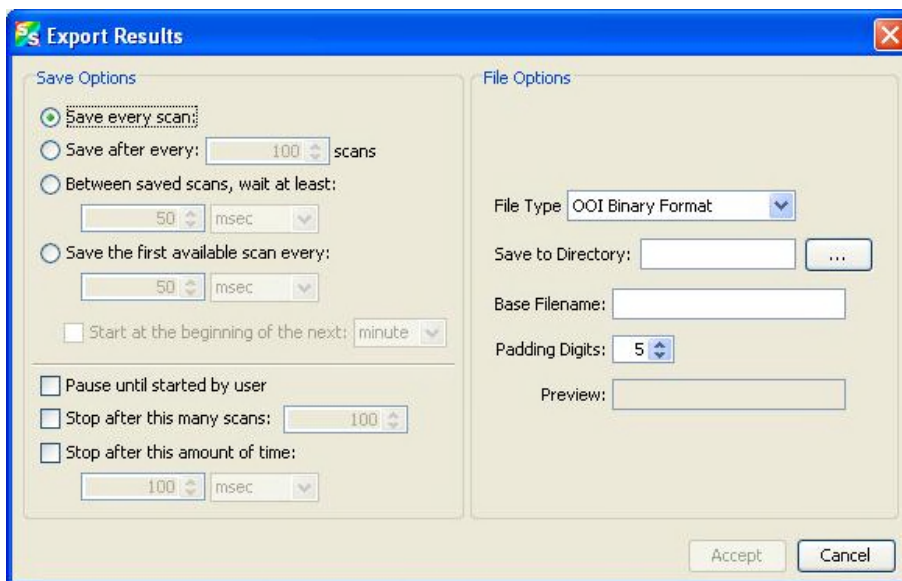 SS Export Results
Save Options
Save every scan:
Save after every: 100 scans
Between saved scans, wait at least:
50 msec
Save the first available scan every:
50 msec
Start at the beginning of the next: minute
Pause until started by user
Stop after this many scans: 100
Stop after this amount of time:
100 msec
File Options
File Type OOI Binary Format
Save to Directory: ...
Base Filename:
Padding Digits: 5
Preview:
Accept Cancel